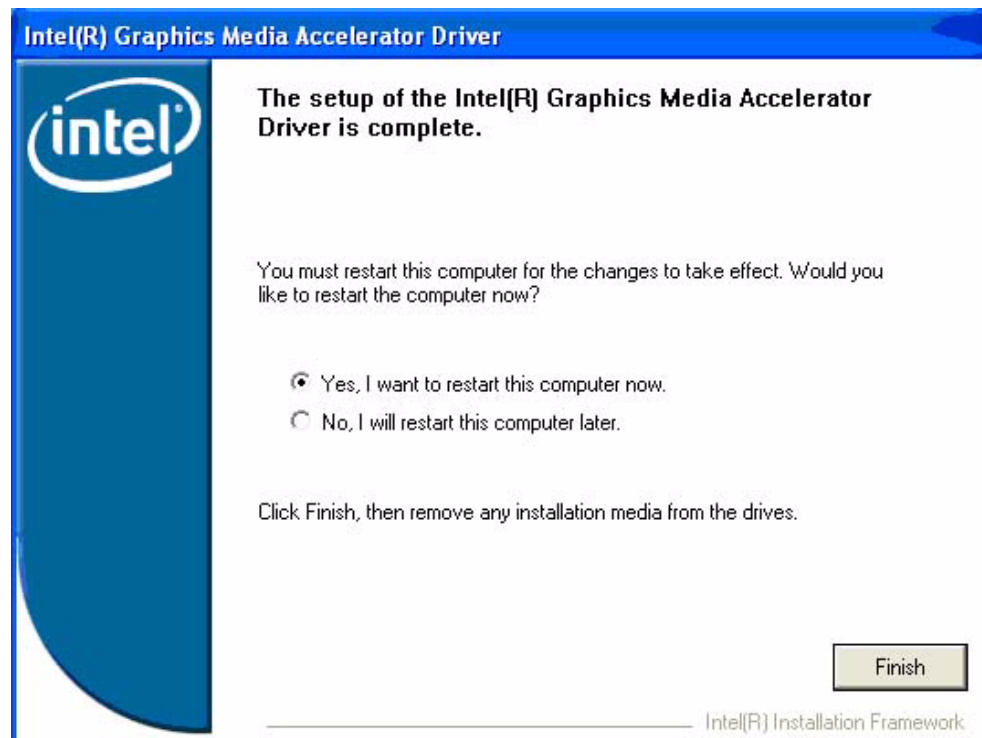 Intel(R) Graphics Media Accelerator Driver
intel
The setup of the Intel(R) Graphics Media Accelerator
Driver is complete.
You must restart this computer for the changes to take effect. Would you
like to restart the computer now?
Yes, I want to restart this computer now.
No, I will restart this computer later.
Click Finish, then remove any installation media from the drives.
Finish
Intel(R) Installation Framework